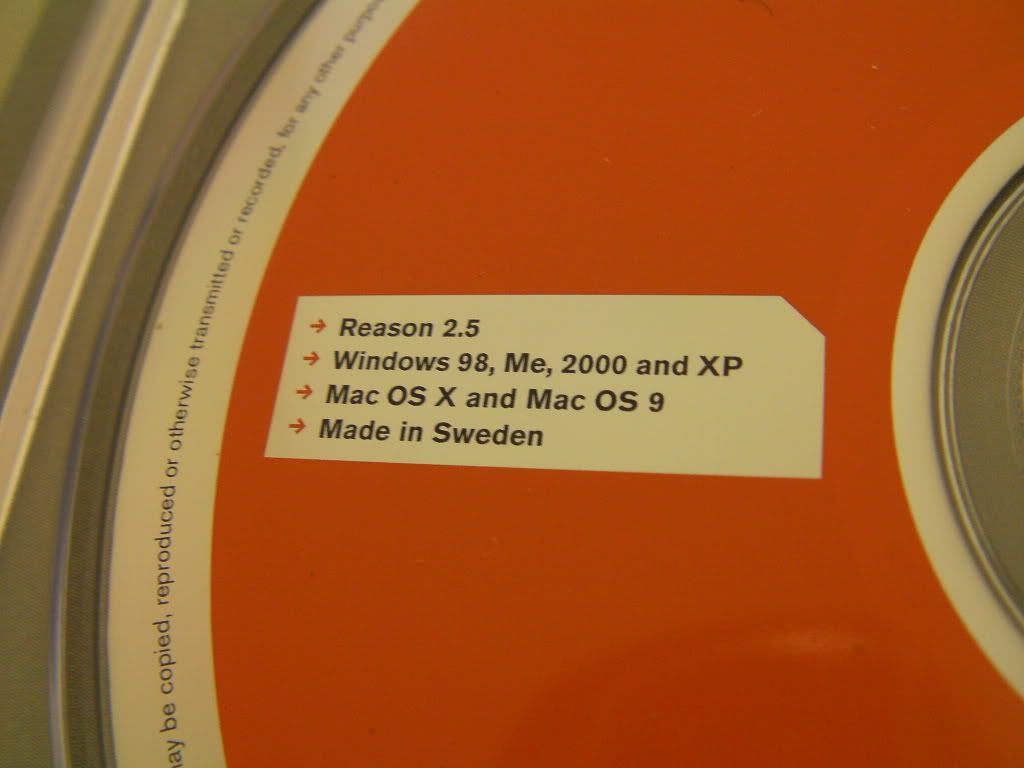 may be copied, reproduced or otherwise transmitted or recorded, for any other purpose
→ Reason 2.5
→ Windows 98, Me, 2000 and XP
→ Mac OS X and Mac OS 9
→ Made in Sweden